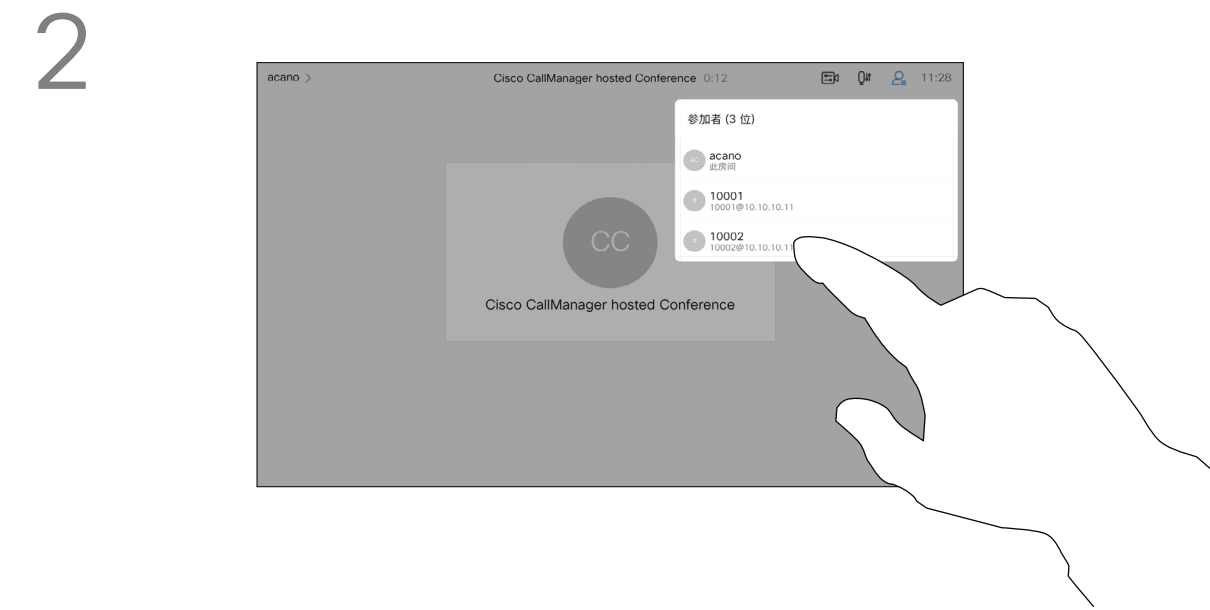 2
acano >
Cisco CallManager hosted Conference 0:12
11:28
参加者 (3 位)
AC
acano
此房间
10001
10001@10.10.10.11
10002
10002@10.10.10.11
CC
Cisco CallManager hosted Conference